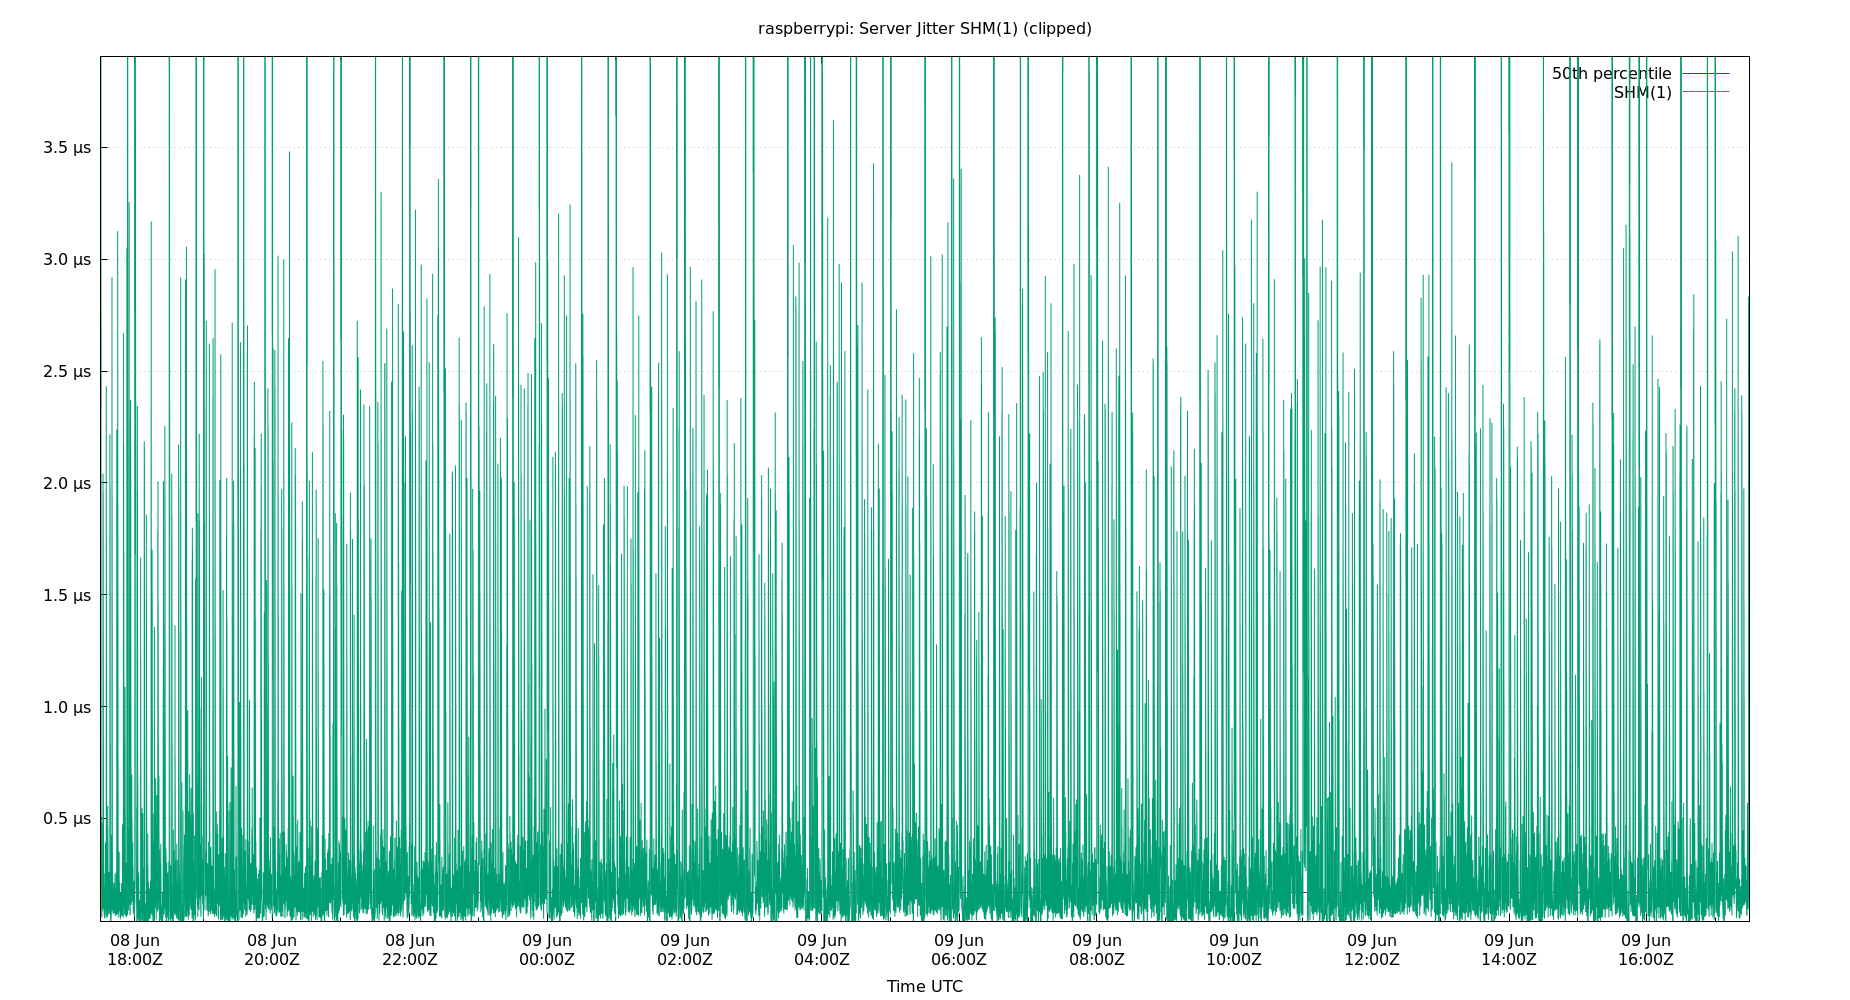 raspberrypi: Server Jitter SHM(1) (clipped)
50th percentile
SHM(1)
3.5 µs
3.0 µs
2.5 µs
2.0 µs
1.5 µs
1.0 µs
0.5 µs
08 Jun 08 Jun 08 Jun 09 Jun 09 Jun 09 Jun 09 Jun 09 Jun 09 Jun 09 Jun 09 Jun 09 Jun
18:00Z 20:00Z 22:00Z 00:00Z 02:00Z 04:00Z 06:00Z 08:00Z 10:00Z 12:00Z 14:00Z 16:00Z
Time UTC